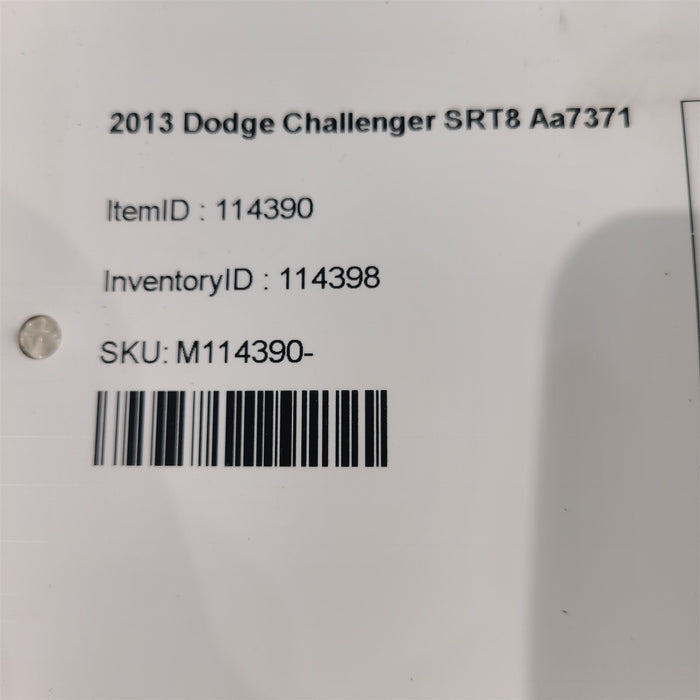 2013 Dodge Challenger SRT8 Aa7371
ItemID : 114390
InventoryID : 114398
SKU: M114390-